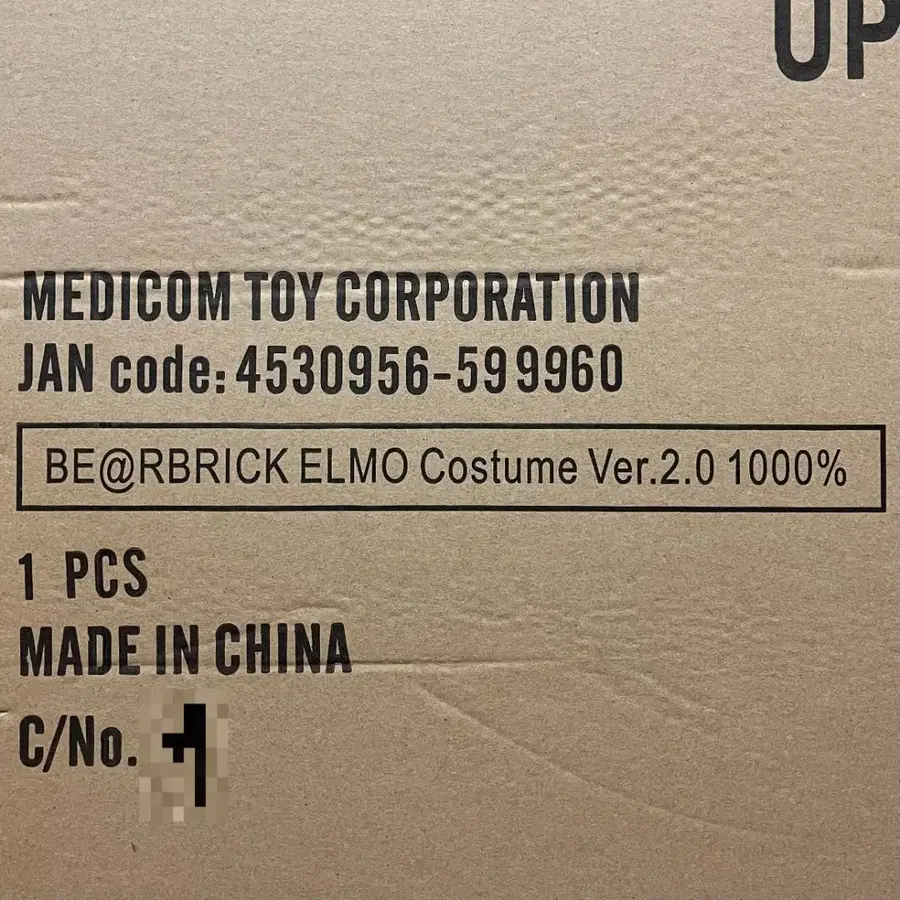 UP
MEDICOM TOY CORPORATION
JAN code: 4530956-599960
BE@RBRICK ELMO Costume Ver.2.0 1000%
1 PCS
MADE IN CHINA
C/No.